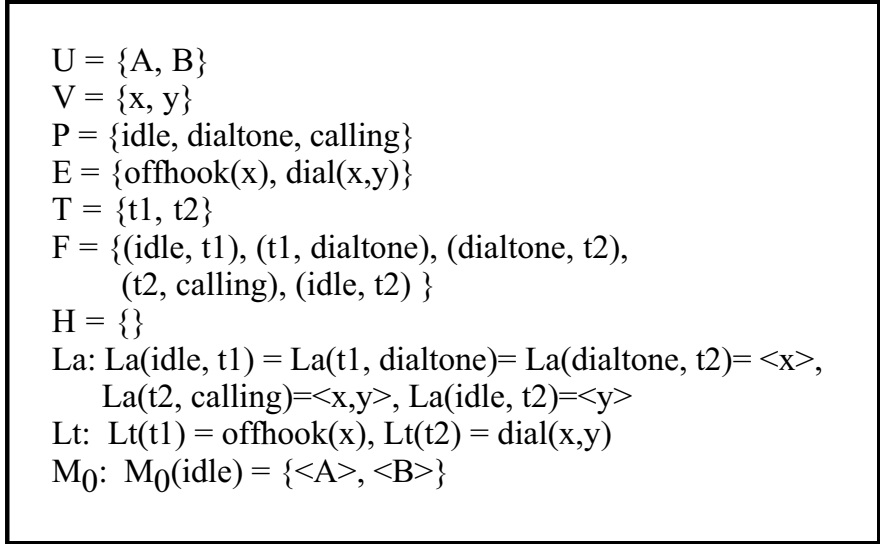 U = {A, B}
V = {x, y}
P = {idle, dialtone, calling}
E = {offhook(x), dial(x,y)}
T = {t1, t2}
F = {(idle, t1), (t1, dialtone), (dialtone, t2),
(t2, calling), (idle, t2) }
H = {}
La: La(idle, t1) = La(t1, dialtone)= La(dialtone, t2)= <x>,
La(t2, calling)=<x,y>, La(idle, t2)=<y>
Lt:  Lt(t1) = offhook(x), Lt(t2) = dial(x,y)
M0:  M0(idle) = {<A>, <B>}